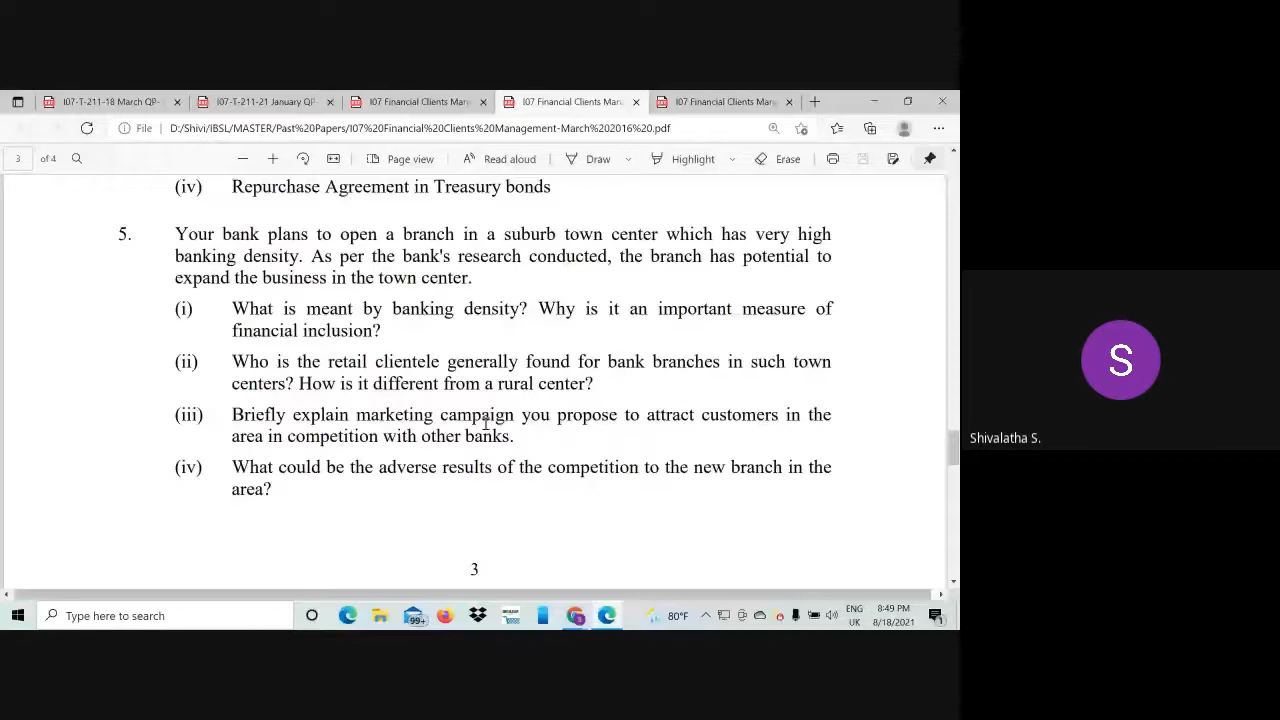 I07-T-211-18 March QP-
I07-T-211-21 January QP-
I07 Financial Clients Man
I07 Financial Clients Ma
I07 Financial Clients Man
File
D:/Shivi/IBSL/MASTER/Past%20Papers/I07%20Financial%20Clients%20Management-March%202016%20.pdf
3 of 4
Page view
Read aloud
Draw
Highlight
Erase
(iv) Repurchase Agreement in Treasury bonds
5. Your bank plans to open a branch in a suburb town center which has very high
banking density. As per the bank's research conducted, the branch has potential to
expand the business in the town center.
(i) What is meant by banking density? Why is it an important measure of
financial inclusion?
(ii) Who is the retail clientele generally found for bank branches in such town
centers? How is it different from a rural center?
(iii) Briefly explain marketing campaign you propose to attract customers in the
area in competition with other banks.
(iv) What could be the adverse results of the competition to the new branch in the
area?
3
S
Shivalatha S.
Type here to search
99+
80°F
ENG
UK
8:49 PM
8/18/2021